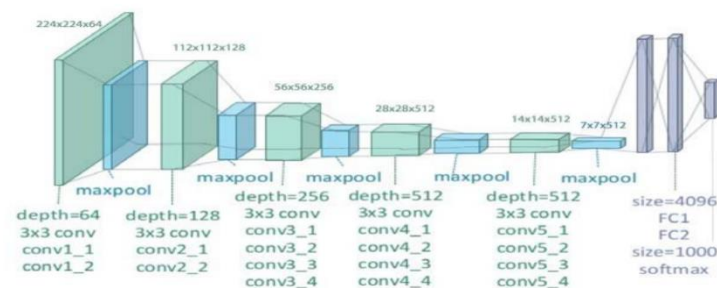 224x224x64
112x112x128
56x56x256
28x28x512
14x14x512
7x7x512
maxpool
maxpool
maxpool
maxpool
maxpool
depth=64
3x3 conv
conv1_1
conv1_2
depth=128
3x3 conv
conv2_1
conv2_2
depth=256
3x3 conv
conv3_1
conv3_2
conv3_3
conv3_4
depth=512
3x3 conv
conv4_1
conv4_2
conv4_3
conv4_4
depth=512
3x3 conv
conv5_1
conv5_2
conv5_3
conv5_4
size=4096
FC1
FC2
size=1000
softmax